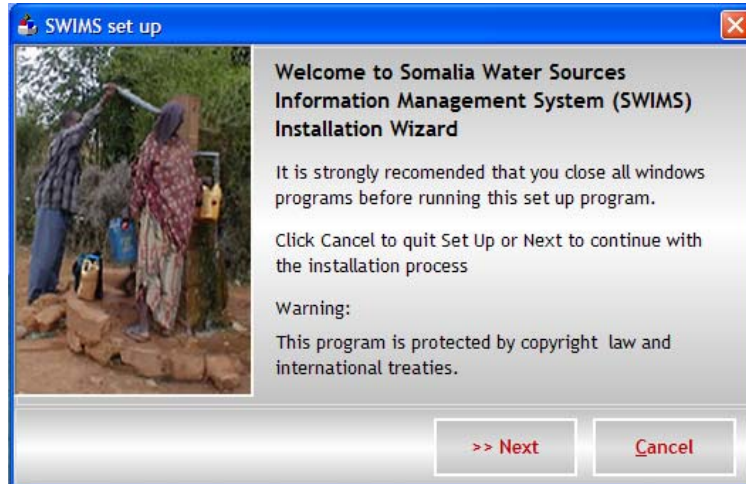 SWIMS set up
Welcome to Somalia Water Sources
Information Management System (SWIMS)
Installation Wizard
It is strongly recomended that you close all windows
programs before running this set up program.
Click Cancel to quit Set Up or Next to continue with
the installation process
Warning:
This program is protected by copyright  law and
international treaties.
>> Next
Cancel